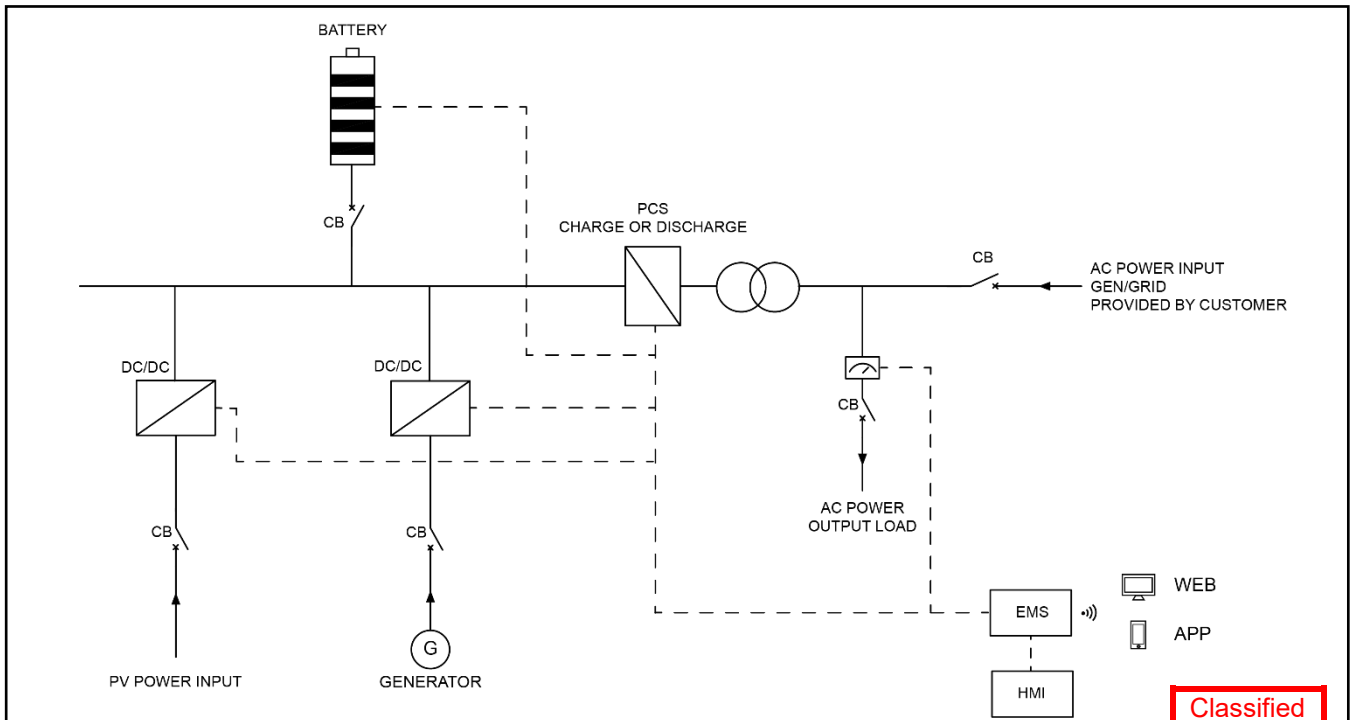 BATTERY
CB
PCS
CHARGE OR DISCHARGE
CB
AC POWER INPUT
GEN/GRID
PROVIDED BY CUSTOMER
DC/DC
DC/DC
CB
AC POWER
OUTPUT LOAD
CB
CB
WEB
EMS
APP
G
PV POWER INPUT
GENERATOR
HMI
Classified